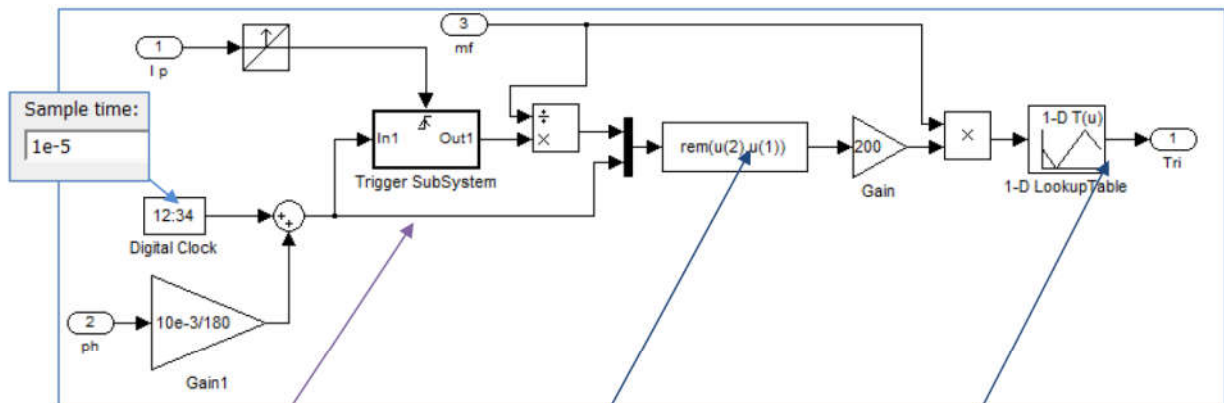 3
mf
1
I p
Sample time:
1e-5
In1
Out1
Trigger SubSystem
÷
×
rem(u(2),u(1))
200
Gain
×
1-D T(u)
1-D LookupTable
1
Tri
12:34
Digital Clock
+
+
2
ph
10e-3/180
Gain1